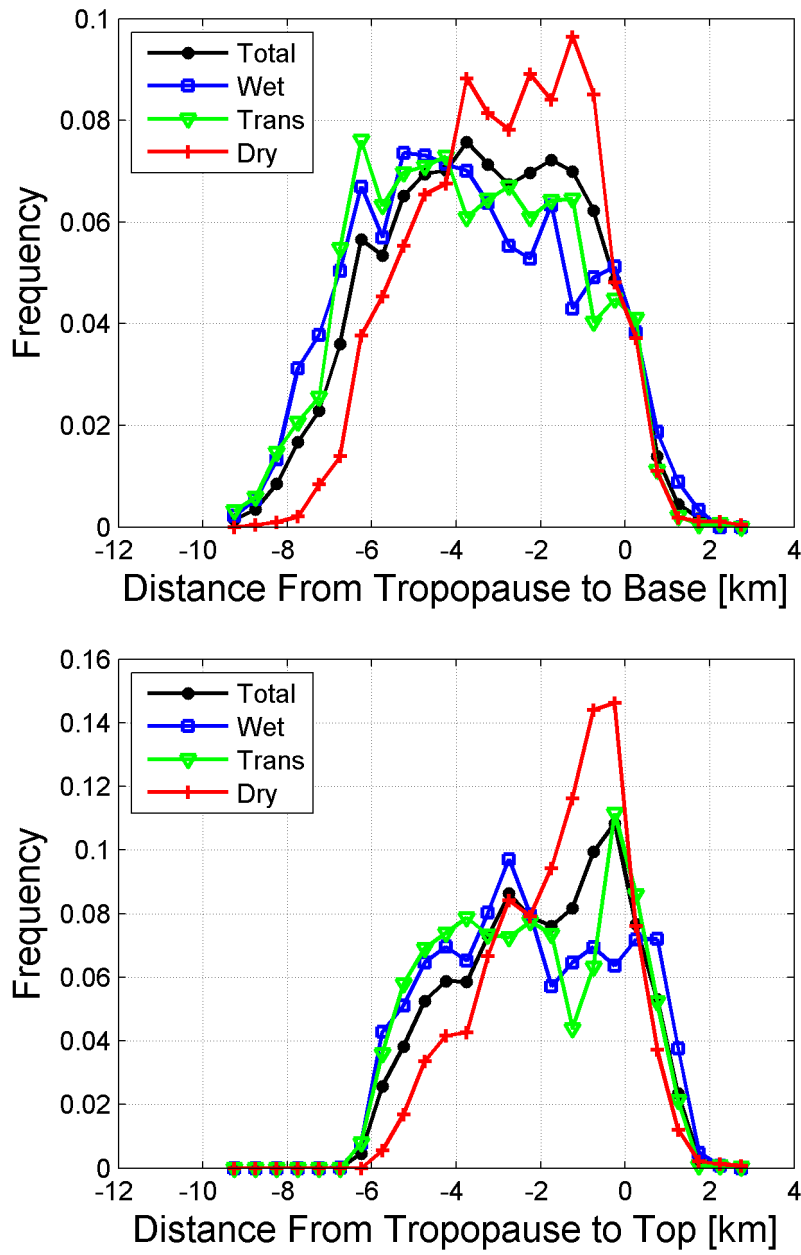 0.1
0.08
0.06
0.04
0.02
0
Frequency
Total
Wet
Trans
Dry
-12 -10 -8 -6 -4 -2 0 2 4
Distance From Tropopause to Base [km]
0.16
0.14
0.12
0.1
0.08
0.06
0.04
0.02
0
Frequency
Total
Wet
Trans
Dry
-12 -10 -8 -6 -4 -2 0 2 4
Distance From Tropopause to Top [km]